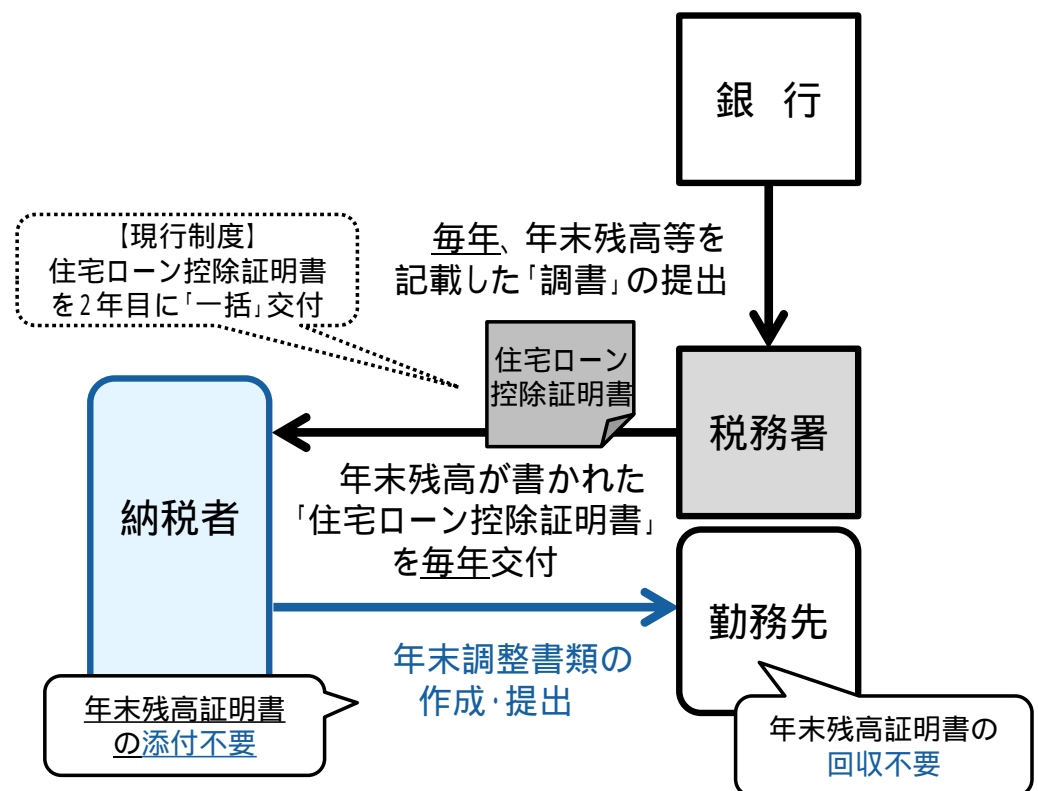 銀 行
毎年、年末残高等を
記載した「調書」の提出
【現行制度】
住宅ローン控除証明書
を2年目に「一括」交付
住宅ローン
控除証明書
税務署
納税者
年末残高が書かれた
「住宅ローン控除証明書」
を毎年交付
勤務先
年末調整書類の
作成・提出
年末残高証明書
の添付不要
年末残高証明書の
回収不要